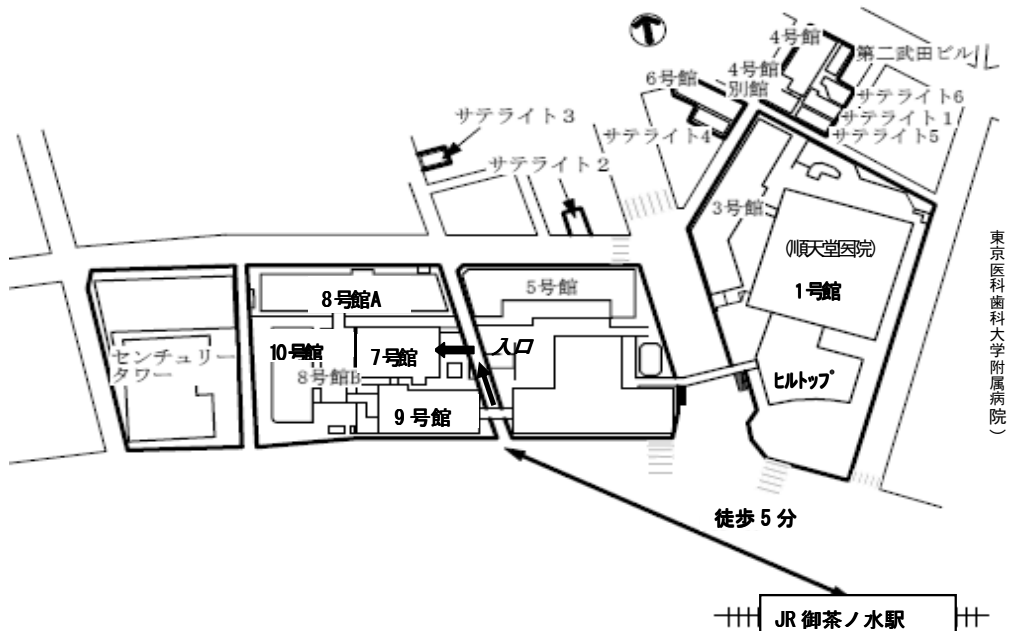 4号館
第二武田ビル
6号館
4号館
別館
サテライト6
サテライト1
サテライト5
サテライト4
サテライト3
サテライト2
3号館
(順天堂医院)
1号館
東京医科歯科大学附属病院)
5号館
8号館A
入口
10号館
7号館
8号館B
センチュリー
タワー
ヒルトップ
9号館
徒歩5分
JR御茶ノ水駅